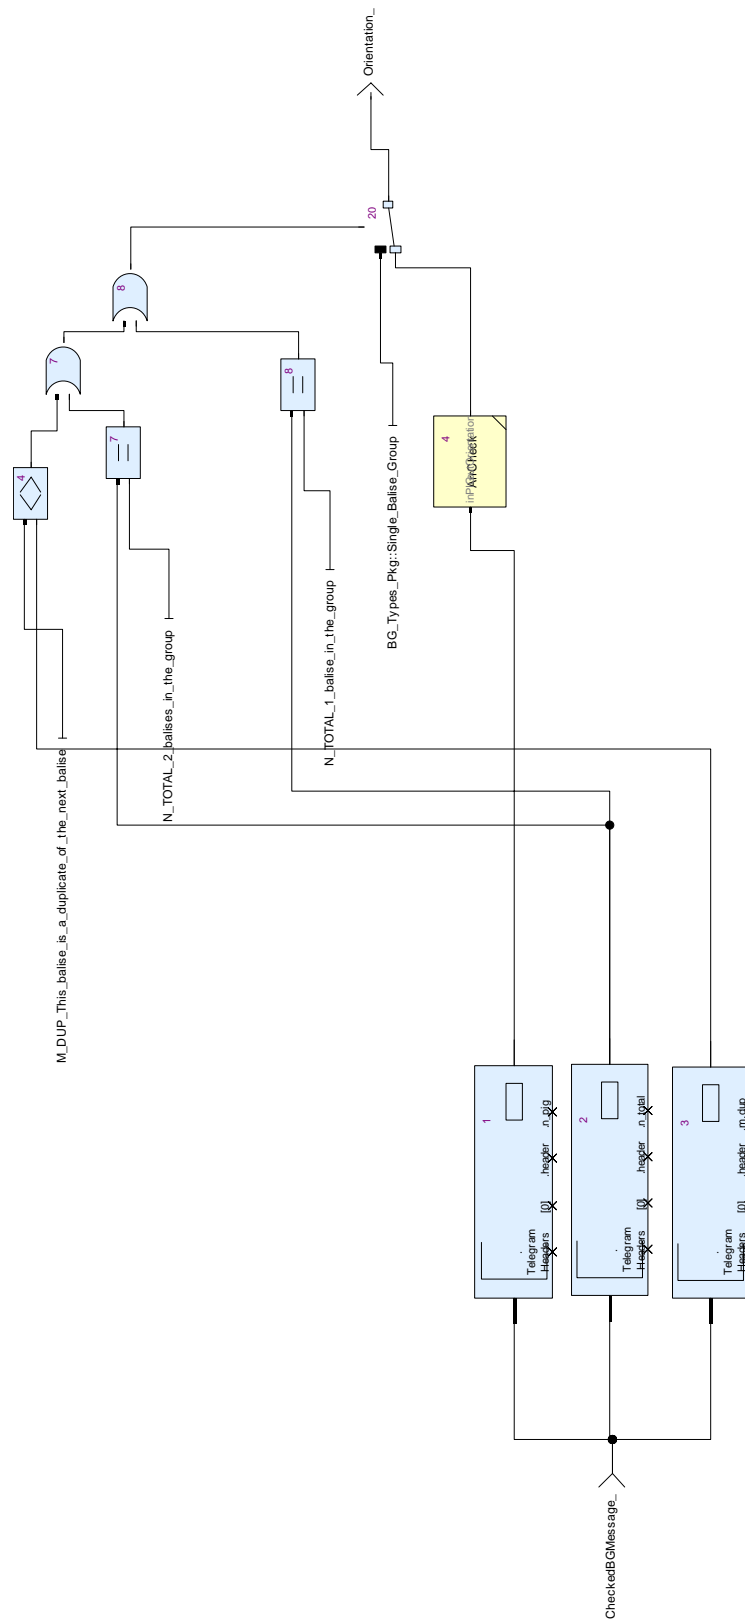 4
7
M_DUP_This_balise_is_a_duplicate_of_the_next_balise
7
8
N_TOTAL_2_balises_in_the_group
8
N_TOTAL_1_balise_in_the_group
Orientation_
20
BG_Types_Pkg::Single_Balise_Group
4
1
Telegram
Headers [0] .header .n_pig
2
Telegram
Headers [0] .header .n_total
CheckedBGMessage_
3
Telegram
Headers [0] .header .m_dup